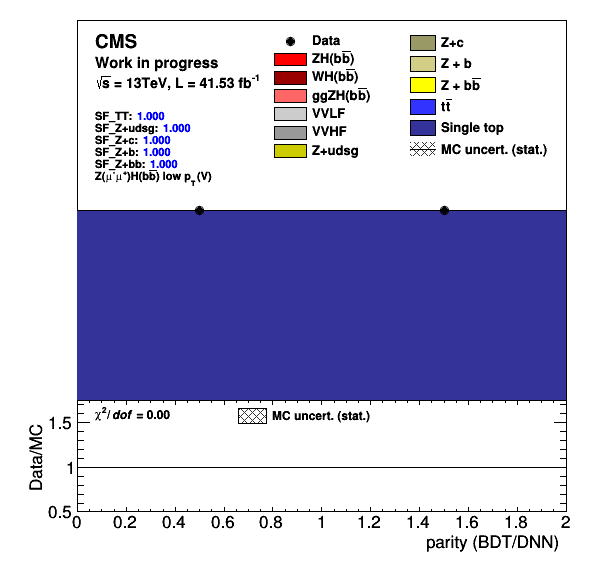 CMS
Work in progress
√s = 13TeV, L = 41.53 fb⁻¹
SF_TT: 1.000
SF_Z+udsg: 1.000
SF_Z+c: 1.000
SF_Z+b: 1.000
SF_Z+bb: 1.000
Z(μ⁻μ⁺)H(bb̅) low p_T(V)
Data
ZH(bb̅)
WH(bb̅)
ggZH(bb̅)
VVLF
VVHF
Z+udsg
Z+c
Z + b
Z + bb̅
tt̅
Single top
MC uncert. (stat.)
χ²/dof = 0.00
MC uncert. (stat.)
Data/MC
1.5
1
0.5
0 0.2 0.4 0.6 0.8 1 1.2 1.4 1.6 1.8 2
parity (BDT/DNN)